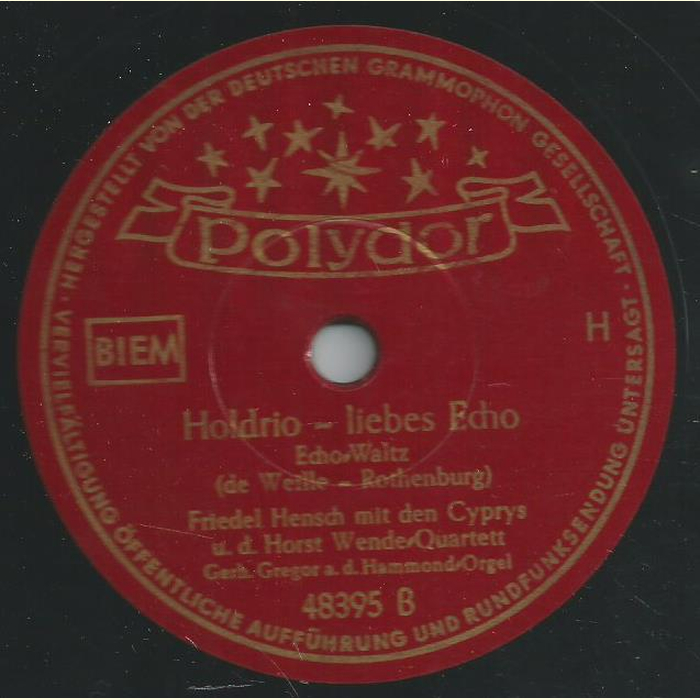 HERGESTELLT VON DER DEUTSCHEN GRAMMOPHON GESELLSCHAFT · VERVIELFÄLTIGUNG ÖFFENTLICHE AUFFÜHRUNG UND RUNDFUNKSENDUNG UNTERSAGT ·
Polydor
BIEM
H
Holdrio - liebes Echo
Echo-Waltz
(de Weille - Rothenburg)
Friedel Hensch mit den Cyprys
u. d. Horst Wende-Quartett
Gerh. Gregor a. d. Hammond-Orgel
48395 B